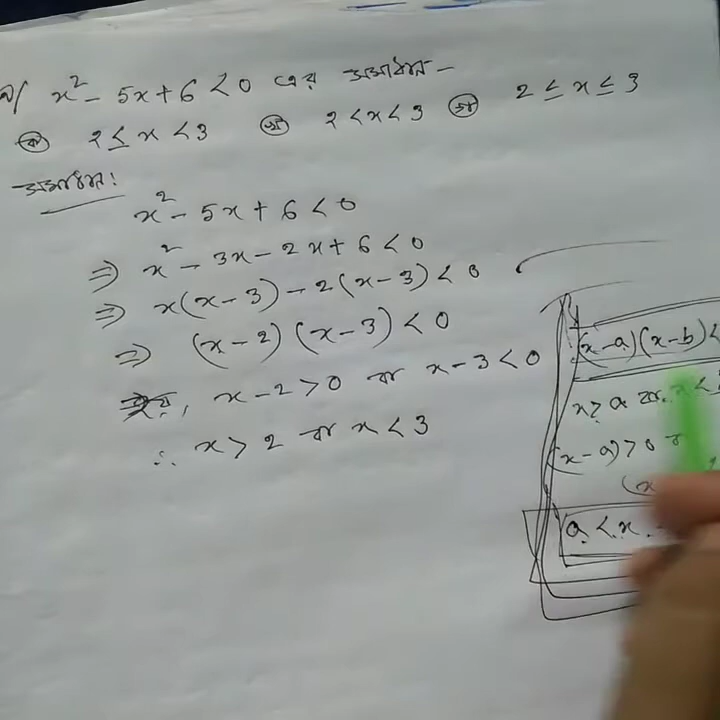 x² - 5x + 6 < 0 এর সমাধান -
ক 2 ≤ x < 3 খ 2 < x < 3 গ 2 ≤ x ≤ 3
সমাধান:
x² - 5x + 6 < 0
⇒ x² - 3x - 2x + 6 < 0
⇒ x(x - 3) - 2(x - 3) < 0
⇒ (x - 2) (x - 3) < 0
x - 2 > 0 বা x - 3 < 0
∴ x > 2 বা x < 3
(x - a)(x - b) <
x > a বা x <
(x - a) > 0 বা
(x
a < x